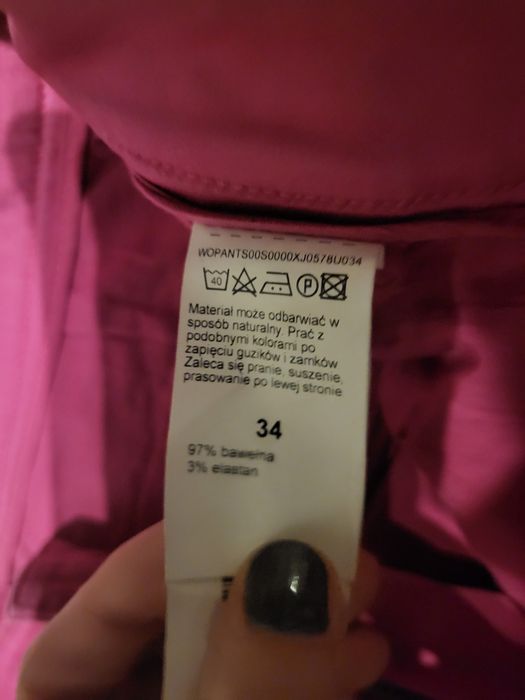 WOPANTS00S0000XJ0578U034
40 P
Materiał może odbarwiać w
sposób naturalny. Prać z
podobnymi kolorami po
zapięciu guzików i zamków
Zaleca się pranie, suszenie,
prasowanie po lewej stronie
34
97% bawełna
3% elastan